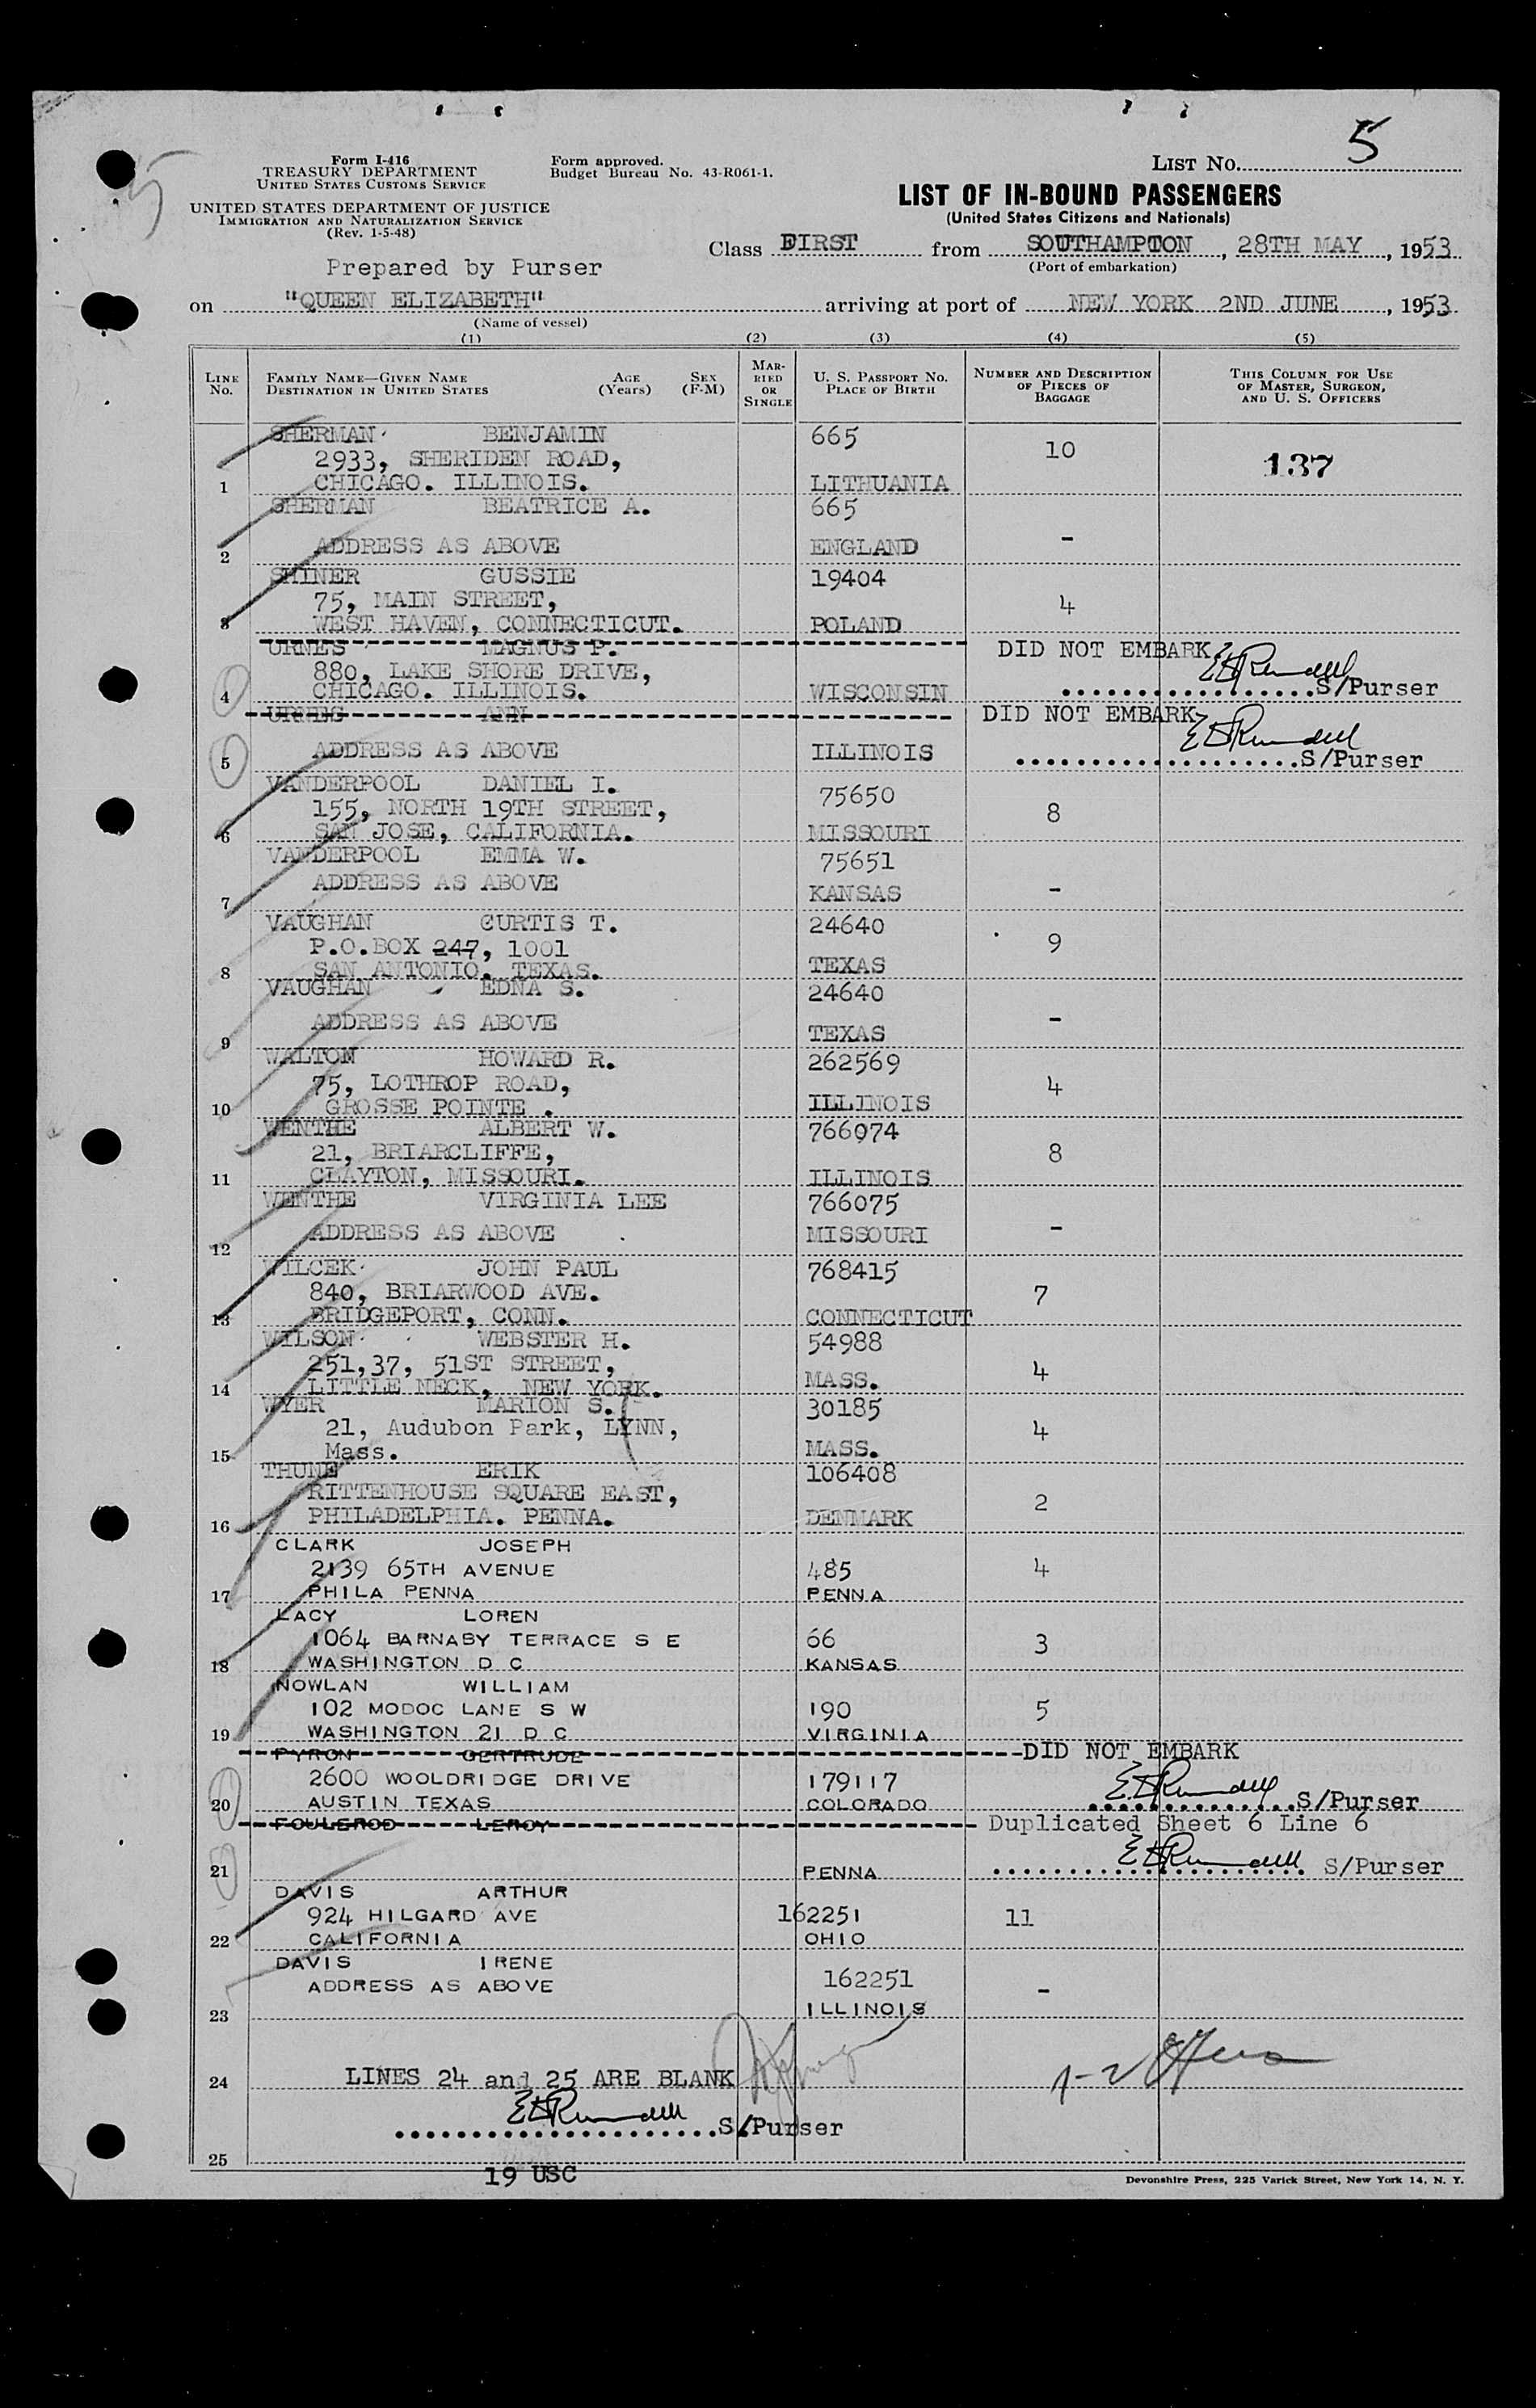 5
Form I-416
TREASURY DEPARTMENT
UNITED STATES CUSTOMS SERVICE
UNITED STATES DEPARTMENT OF JUSTICE
IMMIGRATION AND NATURALIZATION SERVICE
(Rev. 1-5-48)
Form approved.
Budget Bureau No. 43-R061-1.
LIST No. 5
LIST OF IN-BOUND PASSENGERS
(United States Citizens and Nationals)
Class FIRST from SOUTHAMPTON, 28TH MAY, 1953
(Port of embarkation)
Prepared by Purser
on "QUEEN ELIZABETH" arriving at port of NEW YORK 2ND JUNE, 1953
(Name of vessel)
(1) (2) (3) (4) (5)
LINE No. FAMILY NAME—GIVEN NAME DESTINATION IN UNITED STATES AGE (Years) SEX (F-M) MARRIED OR SINGLE U. S. PASSPORT NO. PLACE OF BIRTH NUMBER AND DESCRIPTION OF PIECES OF BAGGAGE THIS COLUMN FOR USE OF MASTER, SURGEON, AND U. S. OFFICERS
SHERMAN BENJAMIN 665
2933, SHERIDEN ROAD, 10 137
1 CHICAGO. ILLINOIS. LITHUANIA
SHERMAN BEATRICE A. 665
2 ADDRESS AS ABOVE ENGLAND -
SHINER GUSSIE 19404
75, MAIN STREET, 4
3 WEST HAVEN, CONNECTICUT. POLAND
URNES MAGNUS P. DID NOT EMBARK
880, LAKE SHORE DRIVE,
4 CHICAGO. ILLINOIS. WISCONSIN S/Purser
URNES ANN DID NOT EMBARK
5 ADDRESS AS ABOVE ILLINOIS S/Purser
VANDERPOOL DANIEL I. 75650
155, NORTH 19TH STREET, 8
6 SAN JOSE, CALIFORNIA. MISSOURI
VANDERPOOL EMMA W. 75651
7 ADDRESS AS ABOVE KANSAS -
VAUGHAN CURTIS T. 24640
P.O.BOX 247, 1001 9
8 SAN ANTONIO. TEXAS. TEXAS
VAUGHAN EDNA S. 24640
9 ADDRESS AS ABOVE TEXAS -
WALTON HOWARD R. 262569
75, LOTHROP ROAD, 4
10 GROSSE POINTE . ILLINOIS
WENTHE ALBERT W. 766074
21, BRIARCLIFFE, 8
11 CLAYTON, MISSOURI. ILLINOIS
WENTHE VIRGINIA LEE 766075
12 ADDRESS AS ABOVE MISSOURI -
WILCEK JOHN PAUL 768415
840, BRIARWOOD AVE. 7
13 BRIDGEPORT, CONN. CONNECTICUT
WILSON WEBSTER H. 54988
251,37, 51ST STREET, 4
14 LITTLE NECK, NEW YORK. MASS.
WYER MARION S. 30185
21, Audubon Park, LYNN, 4
15 Mass. MASS.
THUNE ERIK 106408
RITTENHOUSE SQUARE EAST, 2
16 PHILADELPHIA. PENNA. DENMARK
CLARK JOSEPH
2139 65TH AVENUE 485 4
17 PHILA PENNA PENNA
LACY LOREN
1064 BARNABY TERRACE S E 66 3
18 WASHINGTON D C KANSAS
NOWLAN WILLIAM
102 MODOC LANE S W 190 5
19 WASHINGTON 21 D C VIRGINIA
PYRON GERTRUDE DID NOT EMBARK
2600 WOOLDRIDGE DRIVE 179117
20 AUSTIN TEXAS COLORADO S/Purser
FOULEROD LEROY Duplicated Sheet 6 Line 6
21 PENNA S/Purser
DAVIS ARTHUR
924 HILGARD AVE 162251 11
22 CALIFORNIA OHIO
DAVIS IRENE
ADDRESS AS ABOVE 162251 -
23 ILLINOIS
24 LINES 24 and 25 ARE BLANK
S/Purser
25
19 USC
Devonshire Press, 225 Varick Street, New York 14, N. Y.